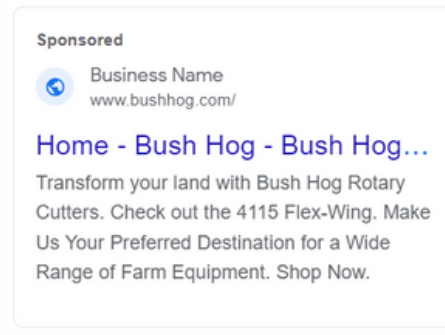 Sponsored
Business Name
www.bushhog.com/
Home - Bush Hog - Bush Hog...
Transform your land with Bush Hog Rotary
Cutters. Check out the 4115 Flex-Wing. Make
Us Your Preferred Destination for a Wide
Range of Farm Equipment. Shop Now.